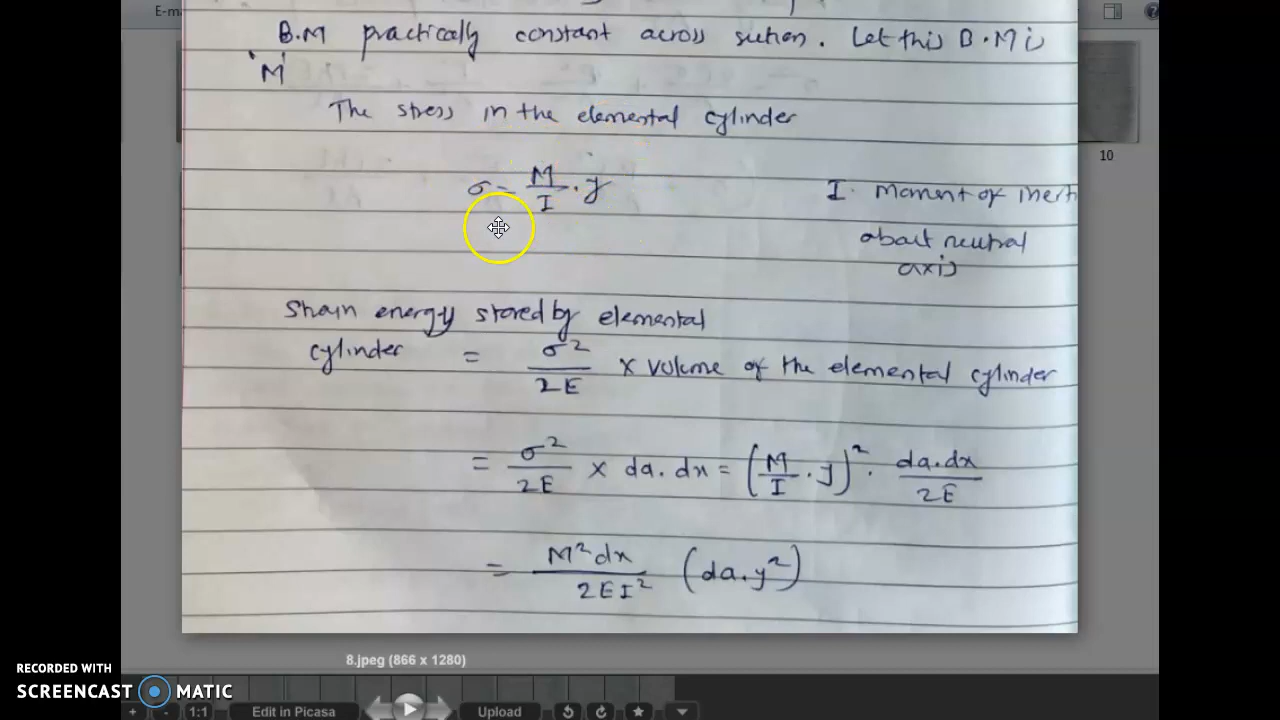 E-ma
B.M practically constant across section. Let this B.M is
'M'
The stress in the elemental cylinder
σ = M/I · y
I · Moment of inert
about neutral
axis
10
Strain energy stored by elemental
cylinder = σ²/2E × volume of the elemental cylinder
= σ²/2E × da.dx = (M/I · y)² · da.dx/2E
= M²dx/2EI² (da.y²)
8.jpeg (866 x 1280)
RECORDED WITH
SCREENCAST MATIC
+ - 1:1 Edit in Picasa Upload